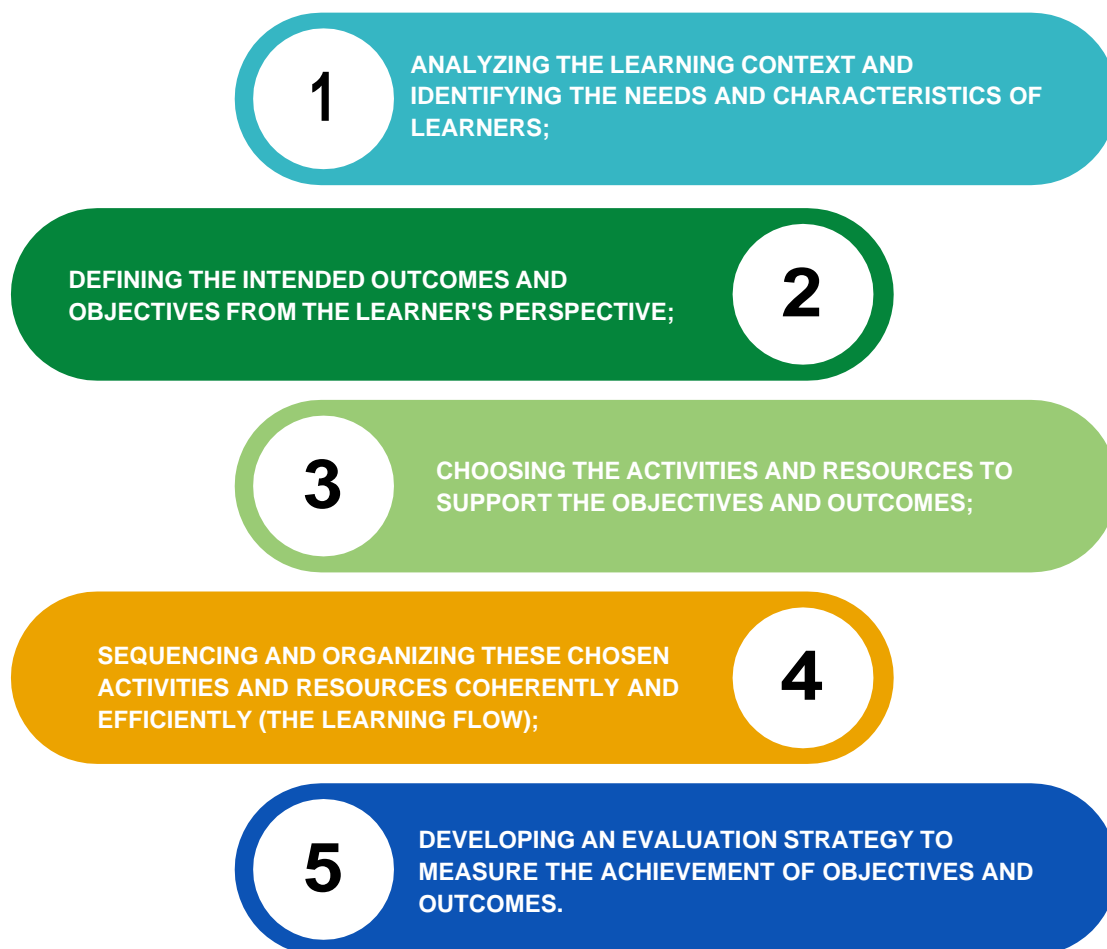 1
ANALYZING THE LEARNING CONTEXT AND
IDENTIFYING THE NEEDS AND CHARACTERISTICS OF
LEARNERS;
DEFINING THE INTENDED OUTCOMES AND
OBJECTIVES FROM THE LEARNER'S PERSPECTIVE;
2
3
CHOOSING THE ACTIVITIES AND RESOURCES TO
SUPPORT THE OBJECTIVES AND OUTCOMES;
SEQUENCING AND ORGANIZING THESE CHOSEN
ACTIVITIES AND RESOURCES COHERENTLY AND
EFFICIENTLY (THE LEARNING FLOW);
4
5
DEVELOPING AN EVALUATION STRATEGY TO
MEASURE THE ACHIEVEMENT OF OBJECTIVES AND
OUTCOMES.